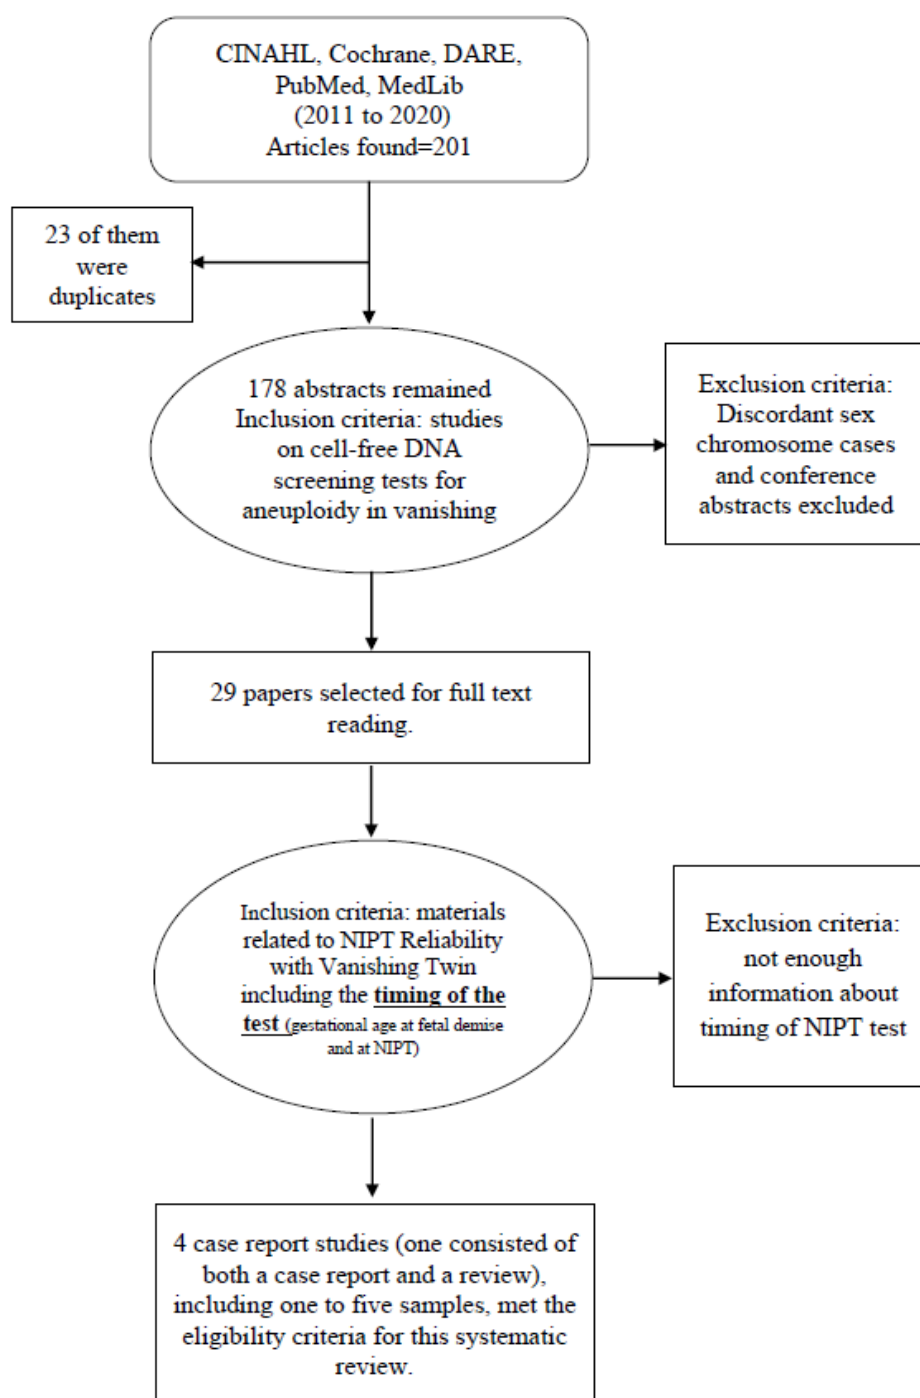 CINAHL, Cochrane, DARE,
PubMed, MedLib
(2011 to 2020)
Articles found=201
23 of them
were
duplicates
178 abstracts remained
Inclusion criteria: studies
on cell-free DNA
screening tests for
aneuploidy in vanishing
Exclusion criteria:
Discordant sex
chromosome cases
and conference
abstracts excluded
29 papers selected for full text
reading.
Inclusion criteria: materials
related to NIPT Reliability
with Vanishing Twin
including the timing of the
test (gestational age at fetal demise
and at NIPT)
Exclusion criteria:
not enough
information about
timing of NIPT test
4 case report studies (one consisted of
both a case report and a review),
including one to five samples, met the
eligibility criteria for this systematic
review.